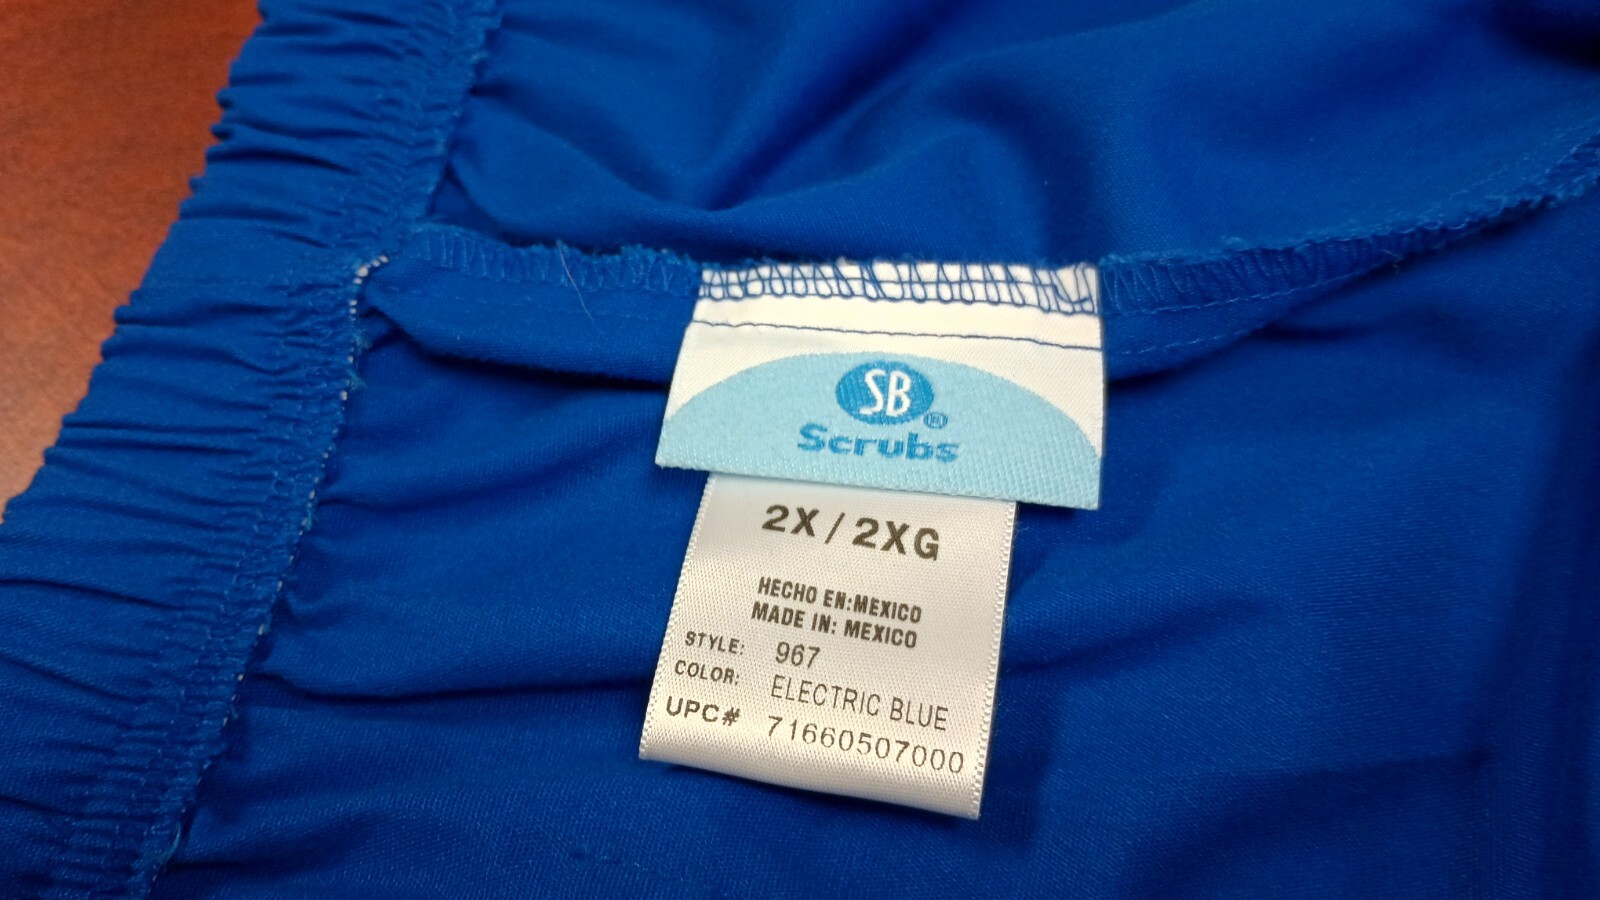 SB®
Scrubs
2X / 2XG
HECHO EN:MEXICO
MADE IN: MEXICO
STYLE: 967
COLOR: ELECTRIC BLUE
UPC# 71660507000